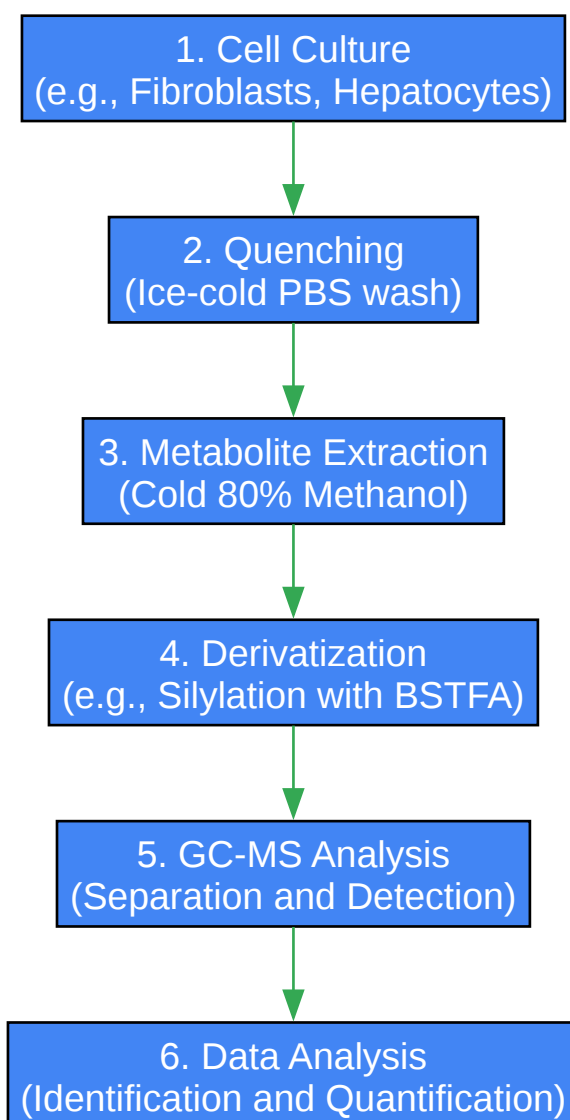 1. Cell Culture
(e.g., Fibroblasts, Hepatocytes)
2. Quenching
(Ice-cold PBS wash)
3. Metabolite Extraction
(Cold 80% Methanol)
4. Derivatization
(e.g., Silylation with BSTFA)
5. GC-MS Analysis
(Separation and Detection)
6. Data Analysis
(Identification and Quantification)